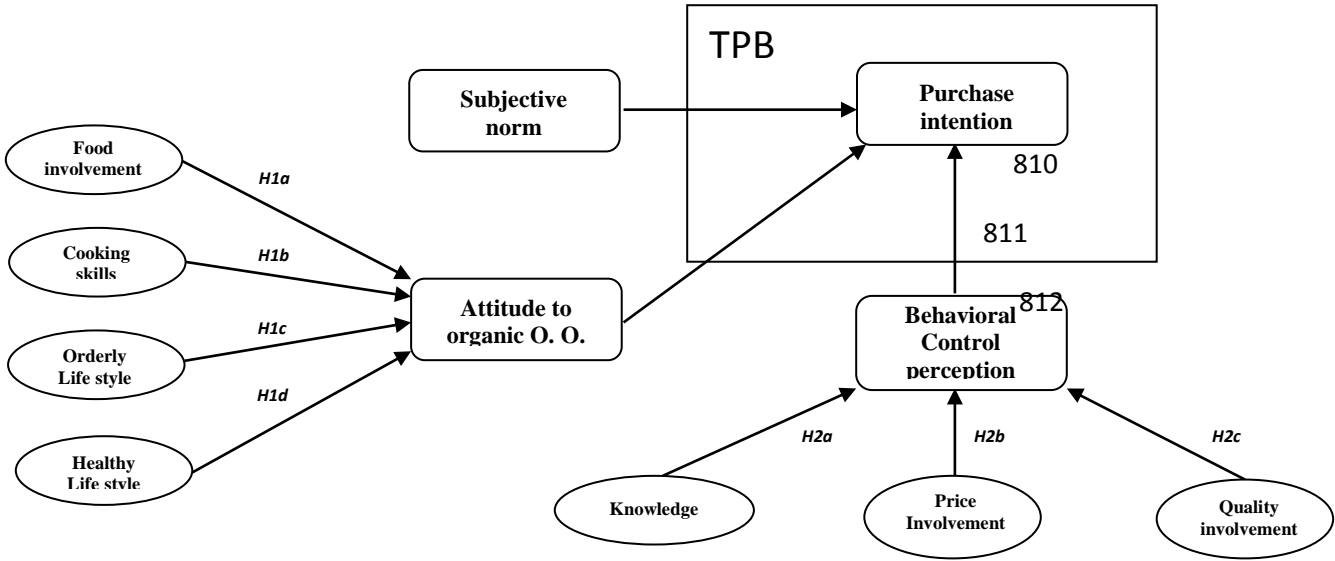 TPB
Subjective
norm
Purchase
intention
Food
involvement
H1a
810
Cooking
skills
H1b
811
Attitude to
organic O. O.
H1c
Orderly
Life style
812
Behavioral
Control
perception
H1d
H2a
H2b
H2c
Healthy
Life style
Knowledge
Price
Involvement
Quality
involvement